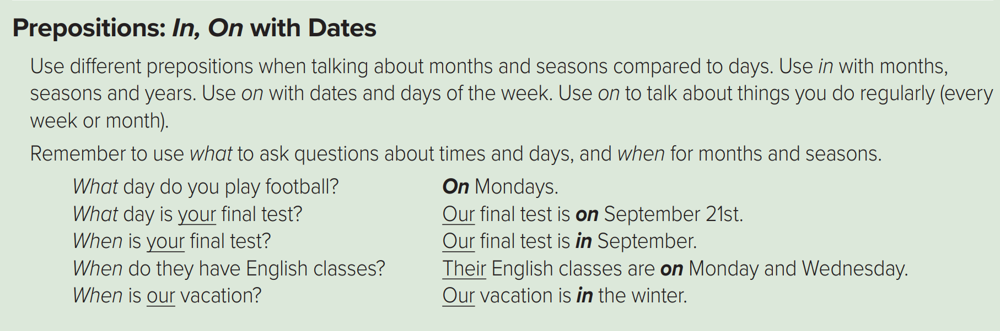 Prepositions: In, On with Dates
Use different prepositions when talking about months and seasons compared to days. Use in with months,
seasons and years. Use on with dates and days of the week. Use on to talk about things you do regularly (every
week or month).
Remember to use what to ask questions about times and days, and when for months and seasons.
What day do you play football? On Mondays.
What day is your final test? Our final test is on September 21st.
When is your final test? Our final test is in September.
When do they have English classes? Their English classes are on Monday and Wednesday.
When is our vacation? Our vacation is in the winter.